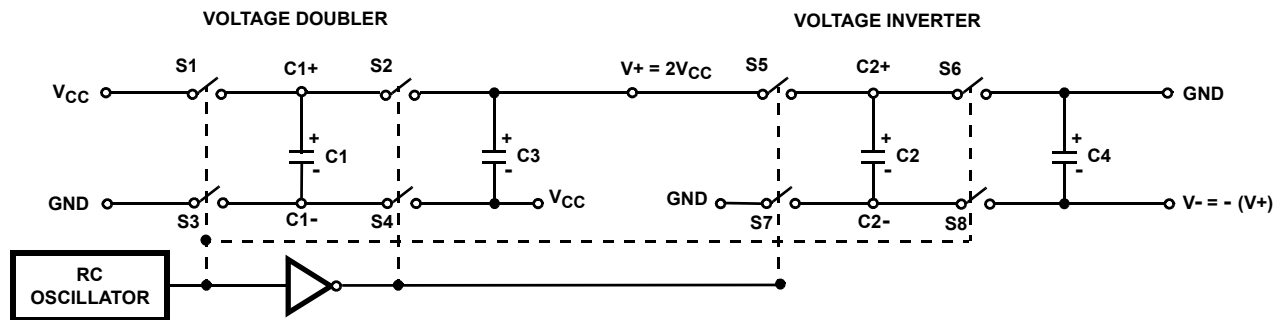 VOLTAGE DOUBLER
VOLTAGE INVERTER
S1 C1+ S2 V+ = 2VCC S5 C2+ S6
VCC GND
+ + + +
C1 C3 C2 C4
- - - -
GND VCC GND V- = - (V+)
S3 C1- S4 S7 C2- S8
RC
OSCILLATOR